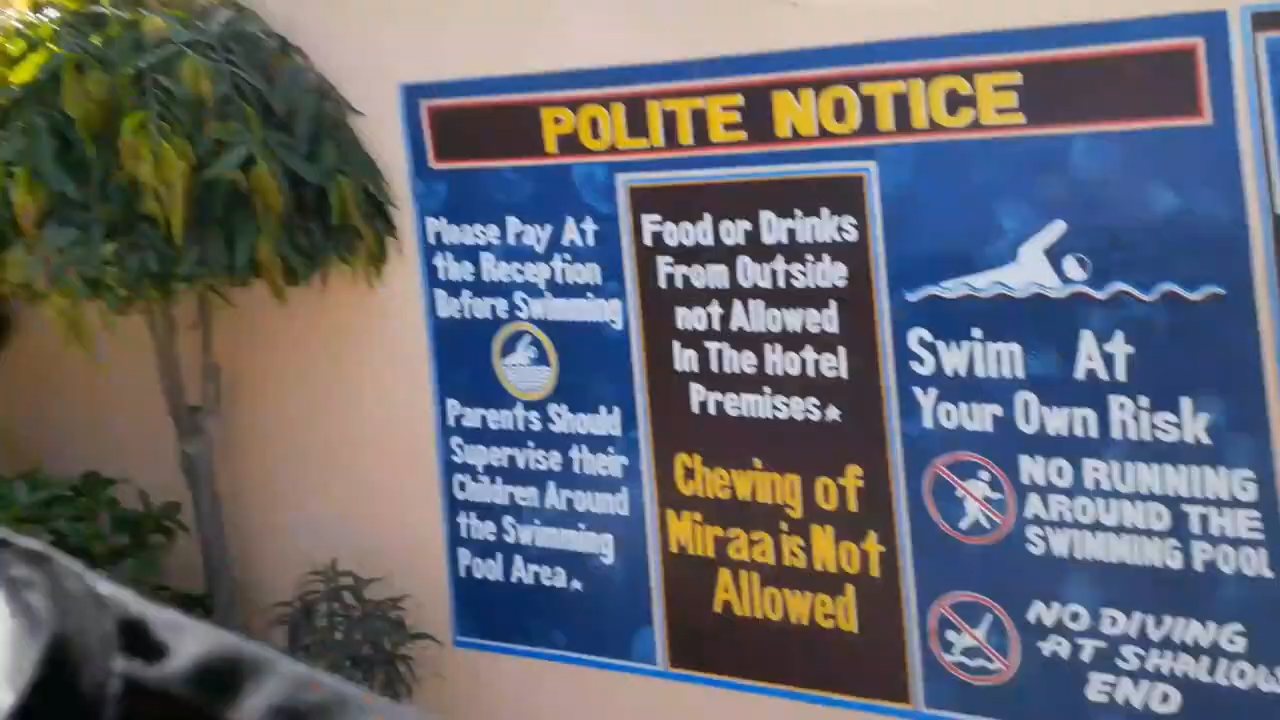 POLITE NOTICE
Please Pay At
the Reception
Before Swimming
Parents Should
Supervise their
Children Around
the Swimming
Pool Area
Food or Drinks
From Outside
not Allowed
In The Hotel
Premises
Chewing of
Miraa is Not
Allowed
Swim At
Your Own Risk
NO RUNNING
AROUND THE
SWIMMING POOL
NO DIVING
AT SHALLOW
END